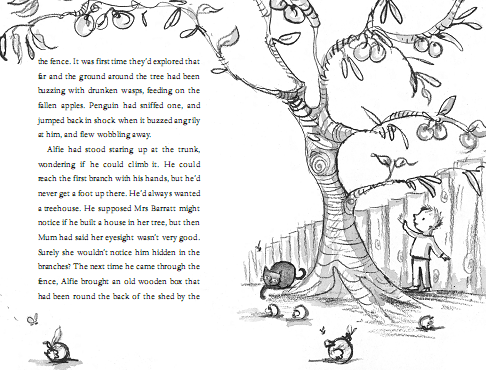 the fence. It was first time they'd explored that
far and the ground around the tree had been
buzzing with drunken wasps, feeding on the
fallen apples. Penguin had sniffed one, and
jumped back in shock when it buzzed angrily
at him, and flew wobbling away.
Alfie had stood staring up at the trunk,
wondering if he could climb it. He could
reach the first branch with his hands, but he'd
never get a foot up there. He'd always wanted
a treehouse. He supposed Mrs Barratt might
notice if he built a house in her tree, but then
Mum had said her eyesight wasn't very good.
Surely she wouldn't notice him hidden in the
branches? The next time he came through the
fence, Alfie brought an old wooden box that
had been round the back of the shed by the